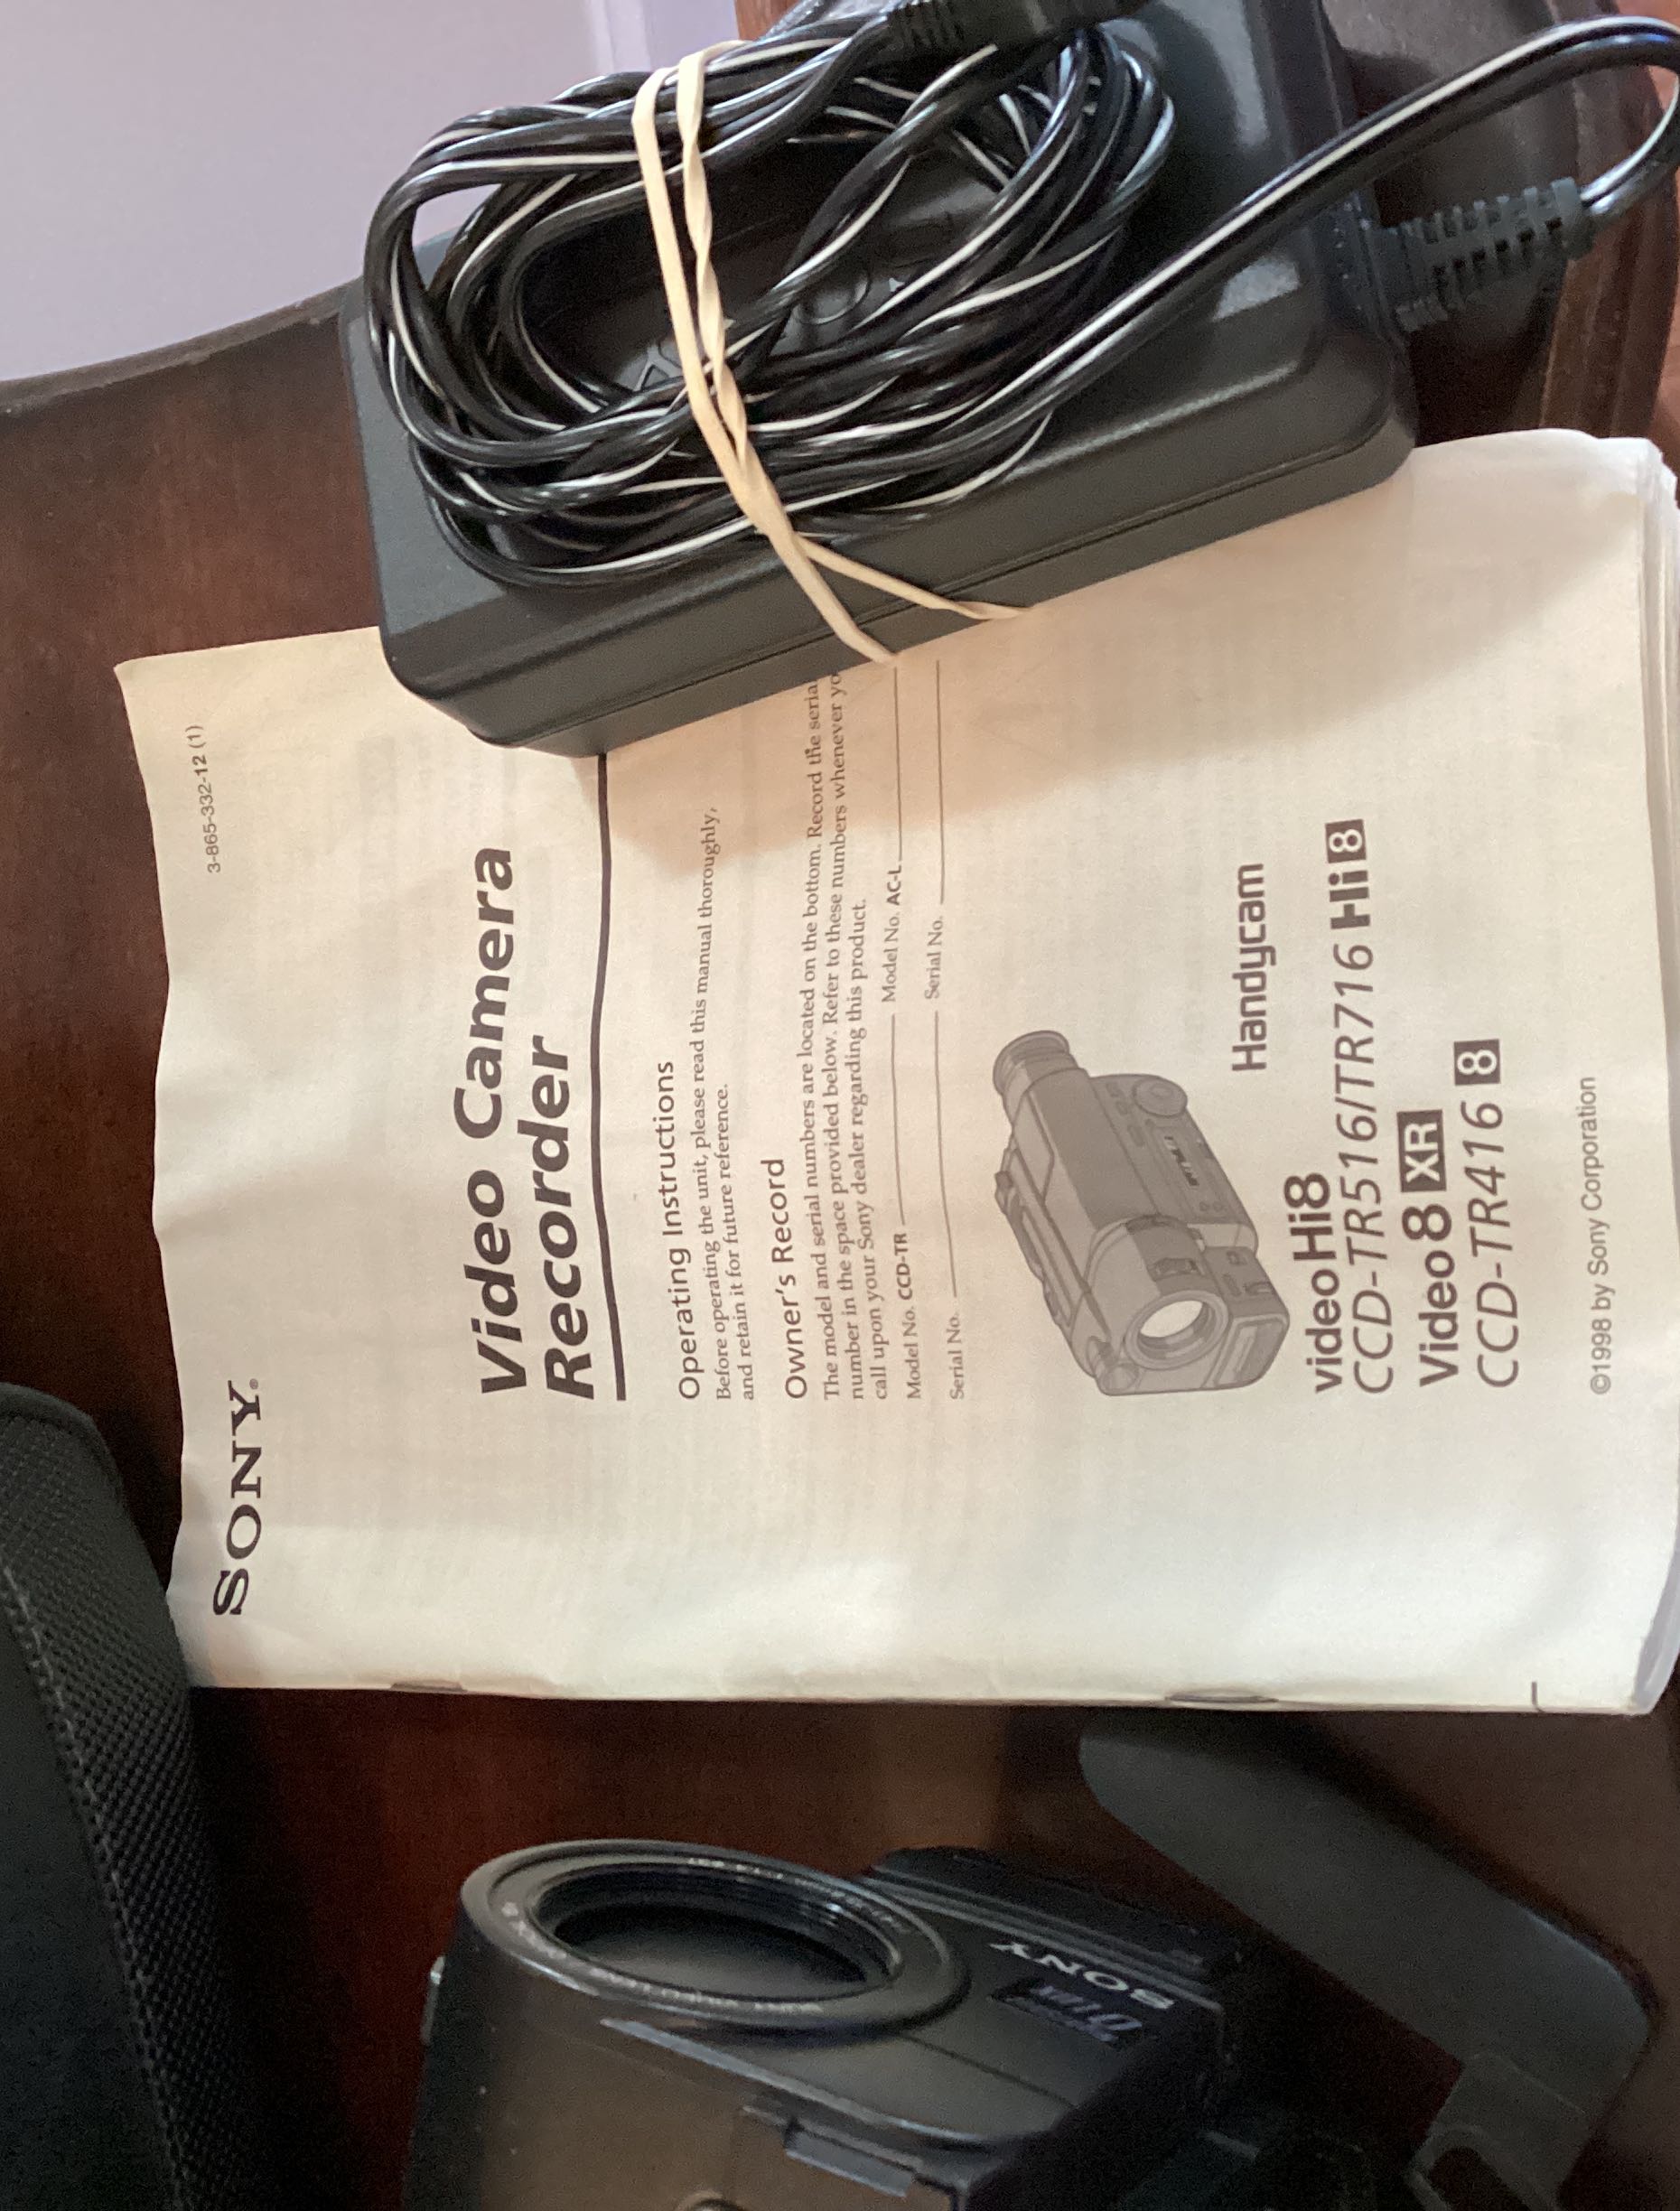 SONY®
3-865-332-12 (1)
Video Camera
Recorder
Operating Instructions
Before operating the unit, please read this manual thoroughly,
and retain it for future reference.
Owner's Record
The model and serial numbers are located on the bottom. Record the serial
number in the space provided below. Refer to these numbers whenever yo
call upon your Sony dealer regarding this product.
Model No. CCD-TR Model No. AC-L
Serial No. Serial No.
Handycam
video Hi8
CCD-TR516/TR716 Hi8
Video 8 XR
CCD-TR416 8
©1998 by Sony Corporation
SONY